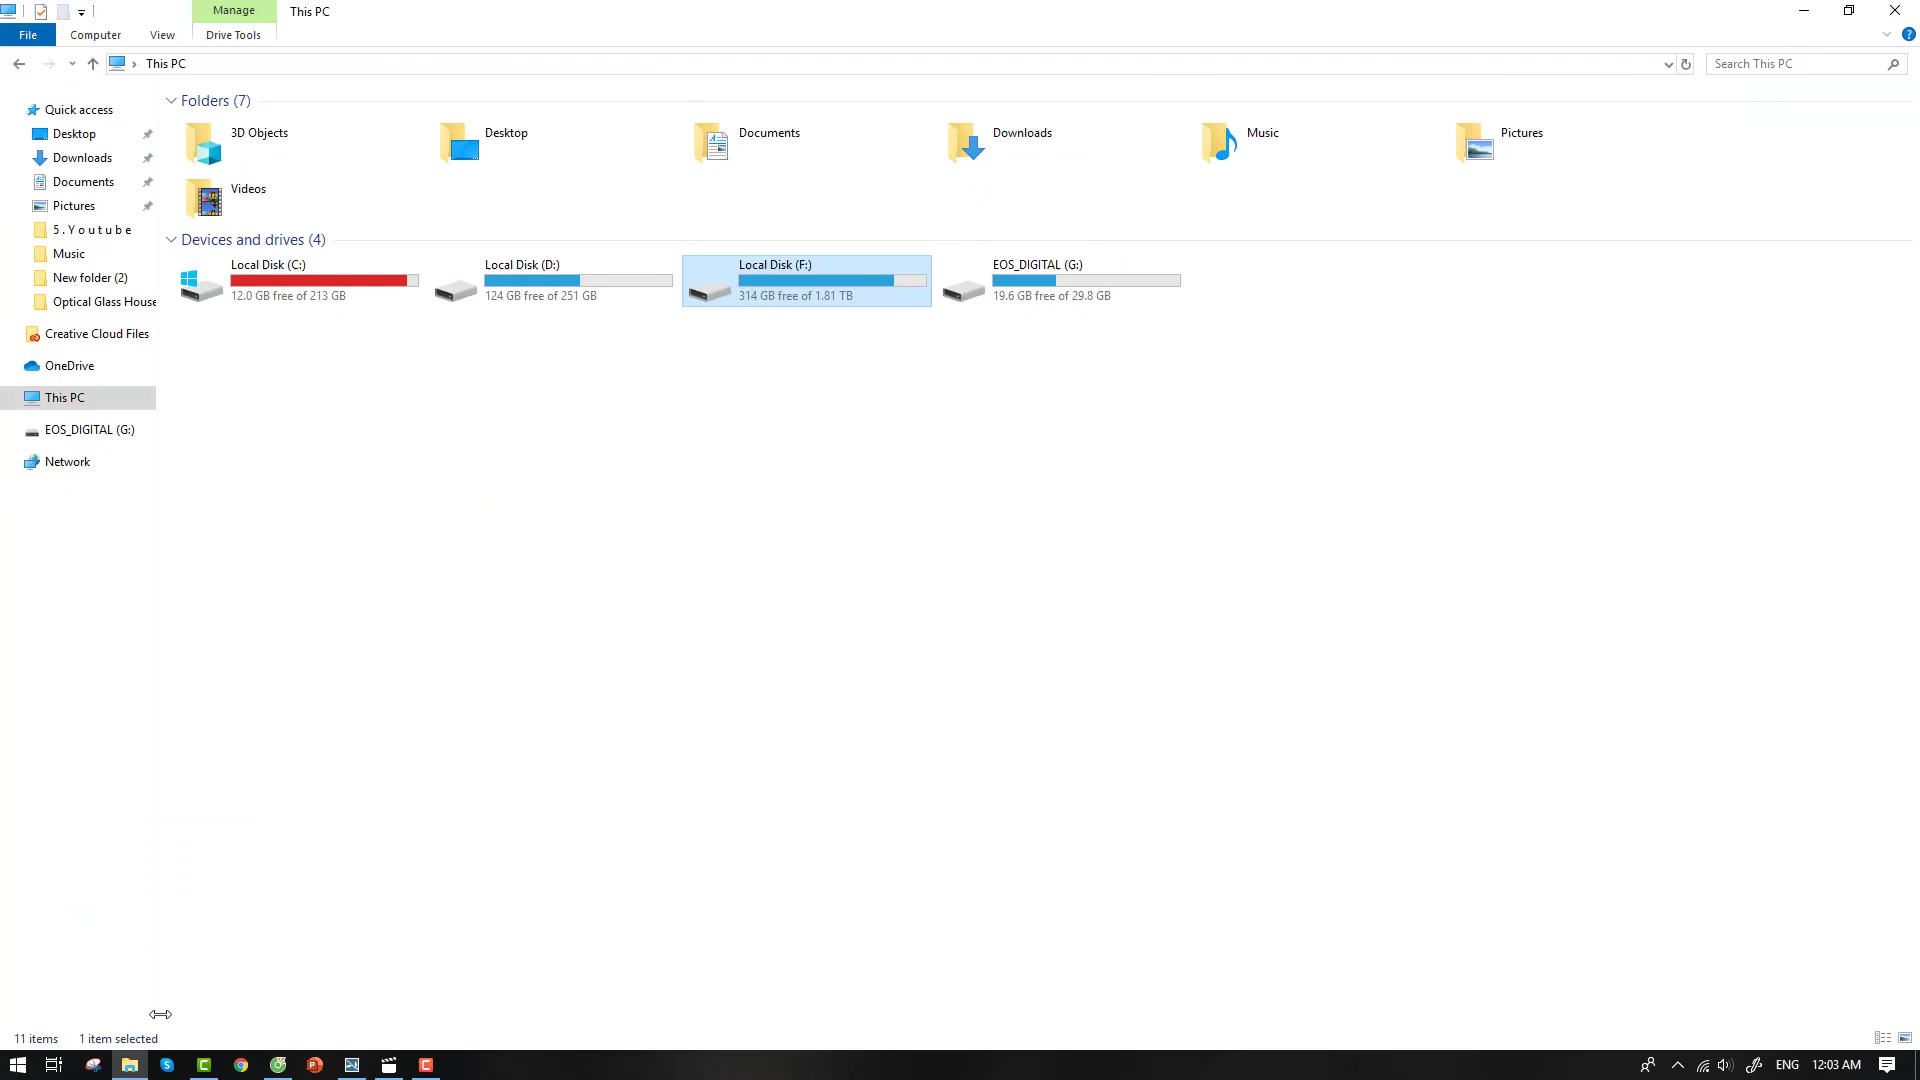 Manage
This PC
File
Computer
View
Drive Tools
This PC
Search This PC
Quick access
Desktop
Downloads
Documents
Pictures
5 . Y o u t u b e
Music
New folder (2)
Optical Glass House
Creative Cloud Files
OneDrive
This PC
EOS_DIGITAL (G:)
Network
Folders (7)
3D Objects
Desktop
Documents
Downloads
Music
Pictures
Videos
Devices and drives (4)
Local Disk (C:)
12.0 GB free of 213 GB
Local Disk (D:)
124 GB free of 251 GB
Local Disk (F:)
314 GB free of 1.81 TB
EOS_DIGITAL (G:)
19.6 GB free of 29.8 GB
11 items
1 item selected
ENG
12:03 AM